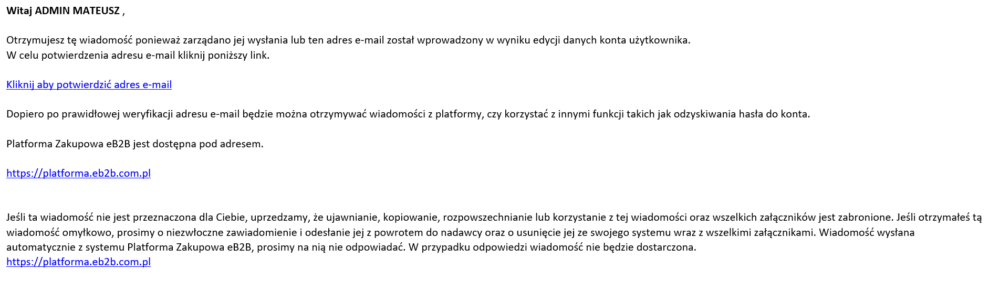 Witaj ADMIN MATEUSZ ,
Otrzymujesz tę wiadomość ponieważ zarządano jej wysłania lub ten adres e-mail został wprowadzony w wyniku edycji danych konta użytkownika.
W celu potwierdzenia adresu e-mail kliknij poniższy link.
Kliknij aby potwierdzić adres e-mail
Dopiero po prawidłowej weryfikacji adresu e-mail będzie można otrzymywać wiadomości z platformy, czy korzystać z innymi funkcji takich jak odzyskiwania hasła do konta.
Platforma Zakupowa eB2B jest dostępna pod adresem.
https://platforma.eb2b.com.pl
Jeśli ta wiadomość nie jest przeznaczona dla Ciebie, uprzedzamy, że ujawnianie, kopiowanie, rozpowszechnianie lub korzystanie z tej wiadomości oraz wszelkich załączników jest zabronione. Jeśli otrzymałeś tą
wiadomość omyłkowo, prosimy o niezwłoczne zawiadomienie i odesłanie jej z powrotem do nadawcy oraz o usunięcie jej ze swojego systemu wraz z wszelkimi załącznikami. Wiadomość wysłana
automatycznie z systemu Platforma Zakupowa eB2B, prosimy na nią nie odpowiadać. W przypadku odpowiedzi wiadomość nie będzie dostarczona.
https://platforma.eb2b.com.pl